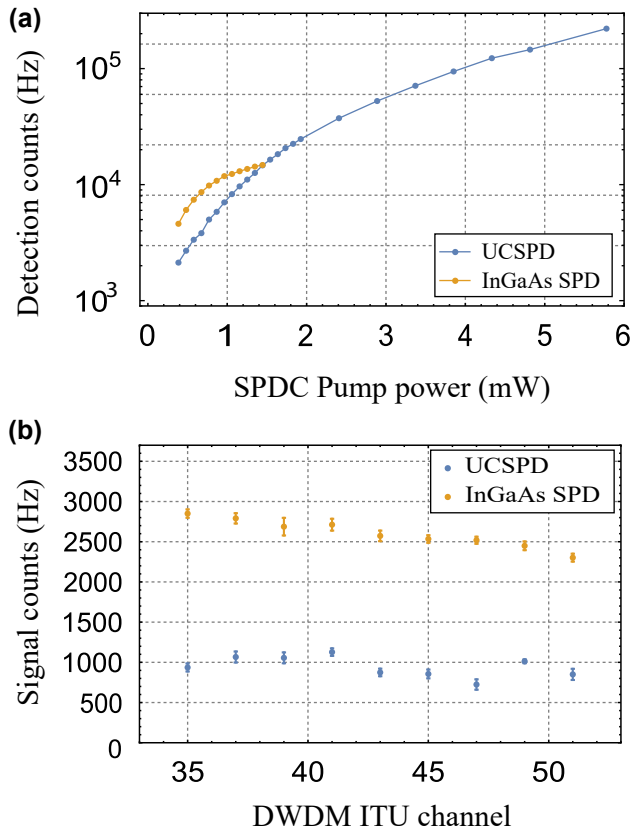 (a)
Detection counts (Hz)
10^5
10^4
10^3
UCSPD
InGaAs SPD
0 1 2 3 4 5 6
SPDC Pump power (mW)
(b)
Signal counts (Hz)
3500
3000
2500
2000
1500
1000
500
0
UCSPD
InGaAs SPD
35 40 45 50
DWDM ITU channel